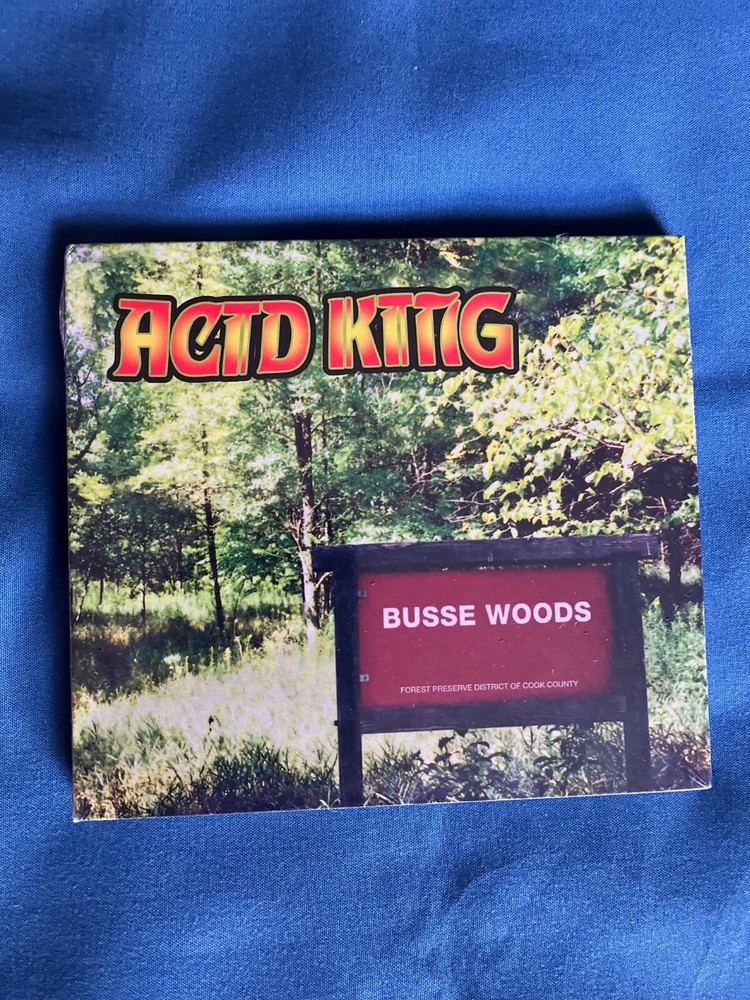 ACID KING
BUSSE WOODS
FOREST PRESERVE DISTRICT OF COOK COUNTY